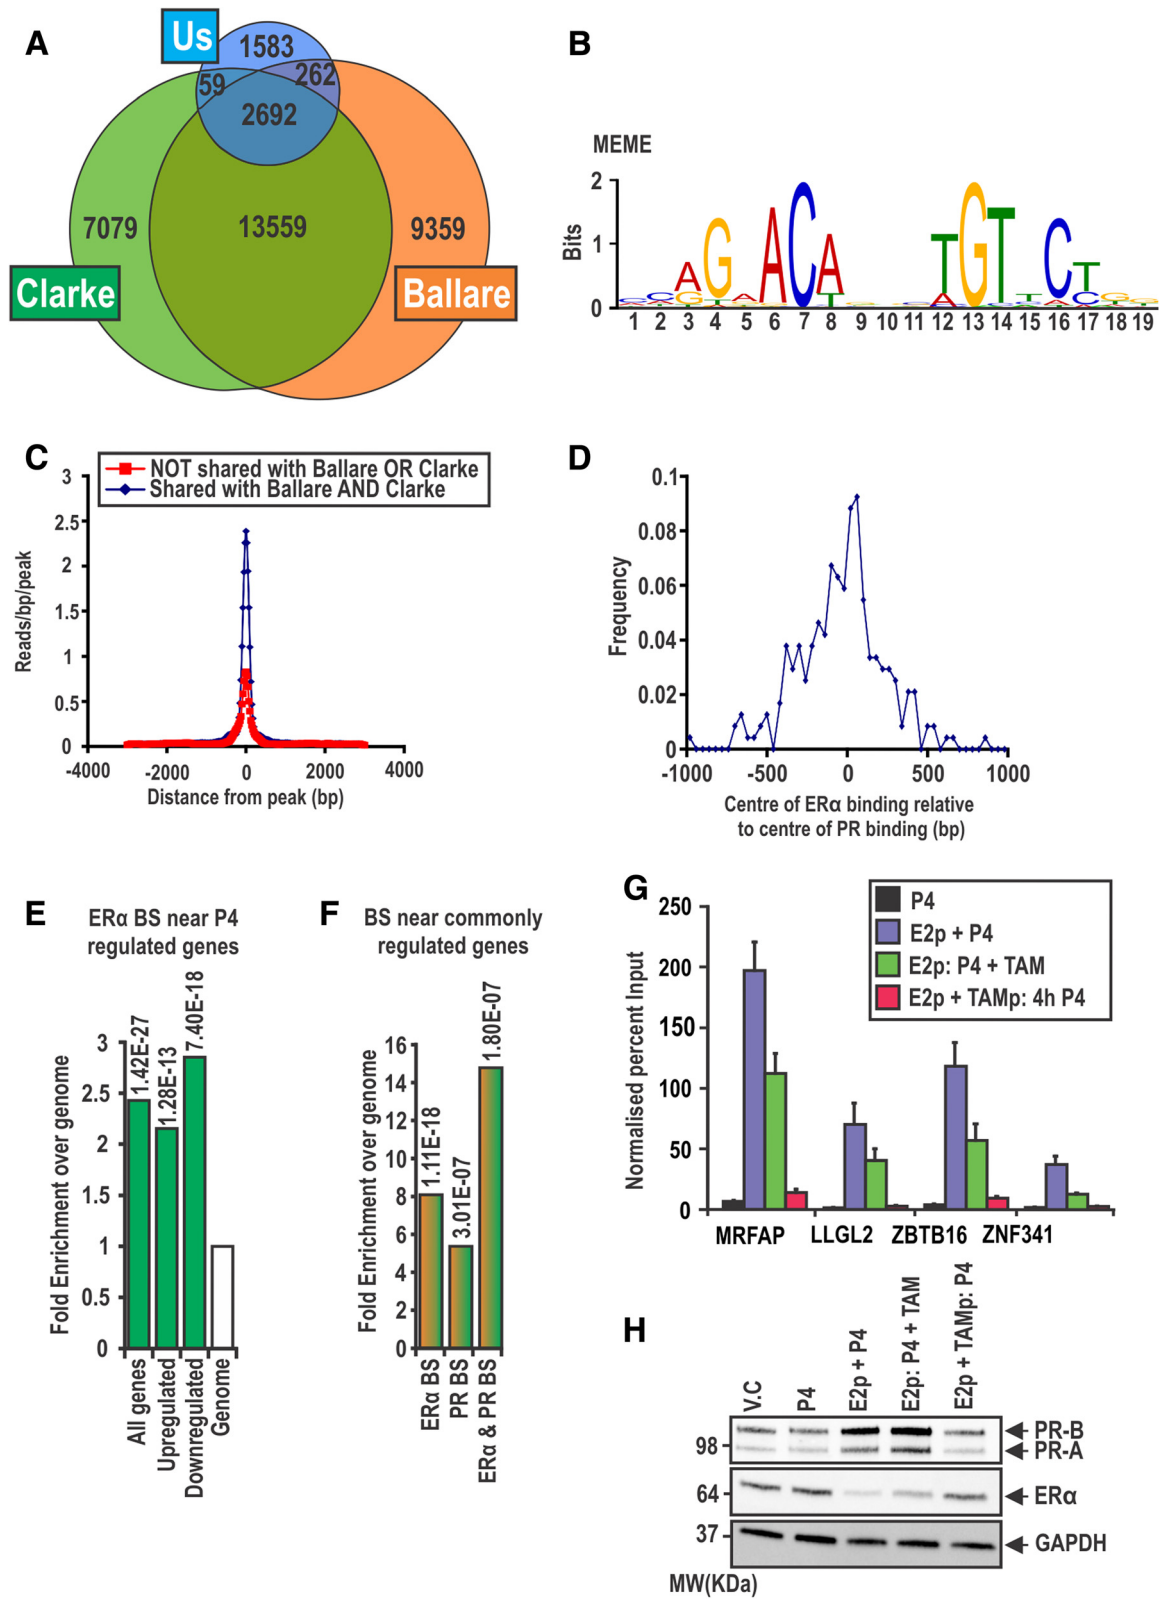 A
Us
1583
59
262
2692
7079
13559
9359
Clarke
Ballare
B
MEME
2
1
0
Bits
A G A A C A
T G T T C T
1 2 3 4 5 6 7 8 9 10 11 12 13 14 15 16 17 18 19
C
NOT shared with Ballare OR Clarke
Shared with Ballare AND Clarke
3
2.5
2
1.5
1
0.5
0
Reads/bp/peak
-4000 -2000 0 2000 4000
Distance from peak (bp)
D
0.1
0.08
0.06
0.04
0.02
0
Frequency
-1000 -500 0 500 1000
Centre of ERα binding relative
to centre of PR binding (bp)
E
ERα BS near P4
regulated genes
3
2.5
2
1.5
1
0.5
0
Fold Enrichment over genome
1.42E-27
1.28E-13
7.40E-18
All genes
Upregulated
Downregulated
Genome
F
BS near commonly
regulated genes
16
14
12
10
8
6
4
2
0
Fold Enrichment over genome
1.11E-18
3.01E-07
1.80E-07
ERα BS
PR BS
ERα & PR BS
G
P4
E2p + P4
E2p: P4 + TAM
E2p + TAMp: 4h P4
250
200
150
100
50
0
Normalised percent Input
MRFAP LLGL2 ZBTB16 ZNF341
H
V.C
P4
E2p + P4
E2p: P4 + TAM
E2p + TAMp: P4
98
64
37
PR-B
PR-A
ERα
GAPDH
MW(KDa)